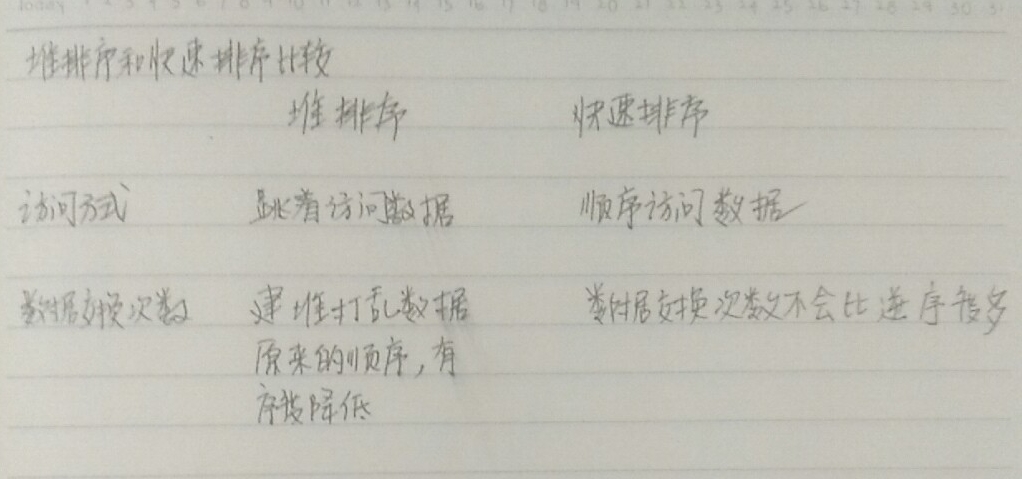 Today 1 2 3 4 5 6 7 8 9 10 11 12 13 14 15 16 17 18 19 20 21 22 23 24 25 26 27 28 29 30 31
堆排序和快速排序比较
堆排序 快速排序
访问方式 跳着访问数据 顺序访问数据
数据交换次数 建堆打乱数据 数据交换次数不会比逆序度多
原来的顺序,有
序度降低